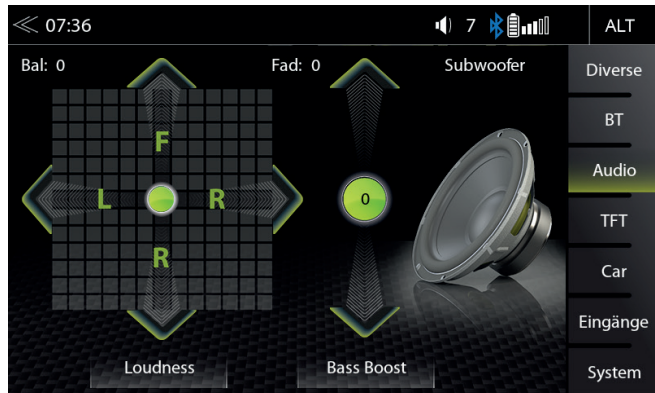 07:36 7 ALT
Bal: 0 Fad: 0 Subwoofer
Diverse
BT
F
Audio
L R 0
TFT
R
Car
Eingänge
Loudness Bass Boost
System